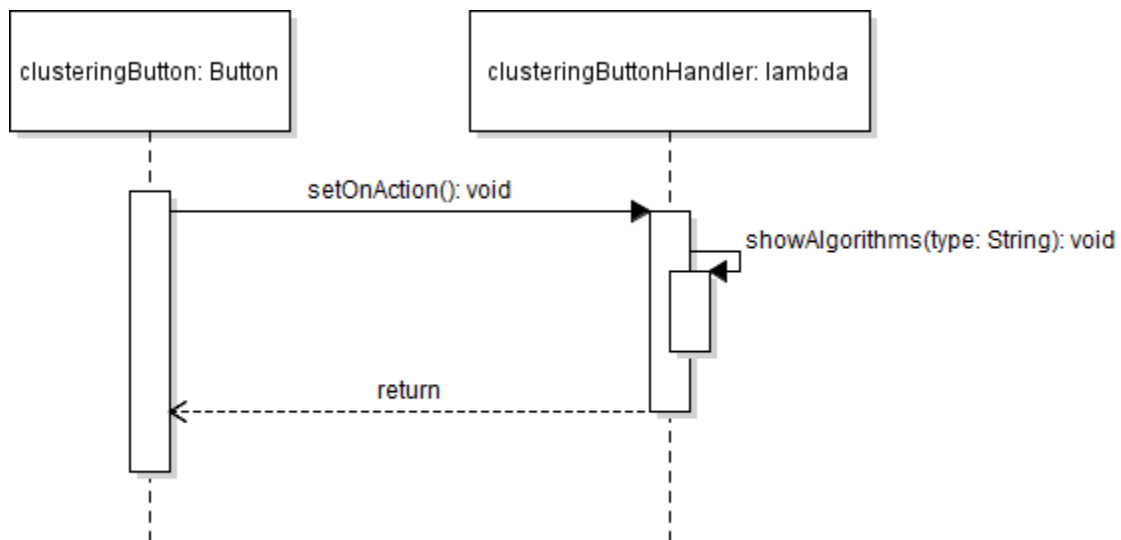 clusteringButton: Button
clusteringButtonHandler: lambda
setOnAction(): void
showAlgorithms(type: String): void
return